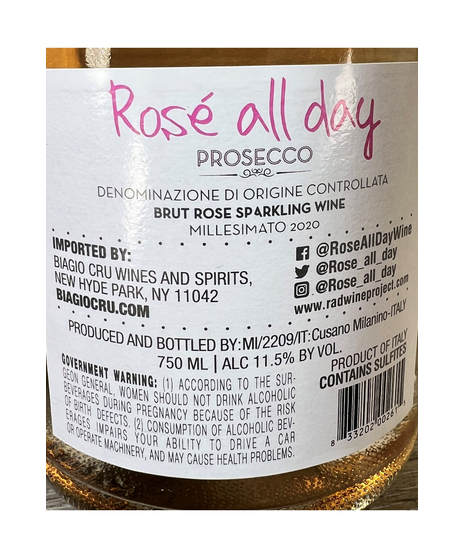 Rosé all day
PROSECCO
DENOMINAZIONE DI ORIGINE CONTROLLATA
BRUT ROSE SPARKLING WINE
MILLESIMATO 2020
IMPORTED BY:
BIAGIO CRU WINES AND SPIRITS,
NEW HYDE PARK, NY 11042
BIAGIOCRU.COM
@RoseAllDayWine
@Rose_all_day
@Rose_all_day
www.radwineproject.com
PRODUCED AND BOTTLED BY: MI/2209/IT: Cusano Milanino-ITALY
750 ML | ALC 11.5% BY VOL.
GOVERNMENT WARNING: (1) ACCORDING TO THE SUR-
GEON GENERAL, WOMEN SHOULD NOT DRINK ALCOHOLIC
BEVERAGES DURING PREGNANCY BECAUSE OF THE RISK
OF BIRTH DEFECTS. (2) CONSUMPTION OF ALCOHOLIC BEV-
ERAGES IMPAIRS YOUR ABILITY TO DRIVE A CAR
OR OPERATE MACHINERY, AND MAY CAUSE HEALTH PROBLEMS.
PRODUCT OF ITALY
CONTAINS SULFITES
8 33202 00261